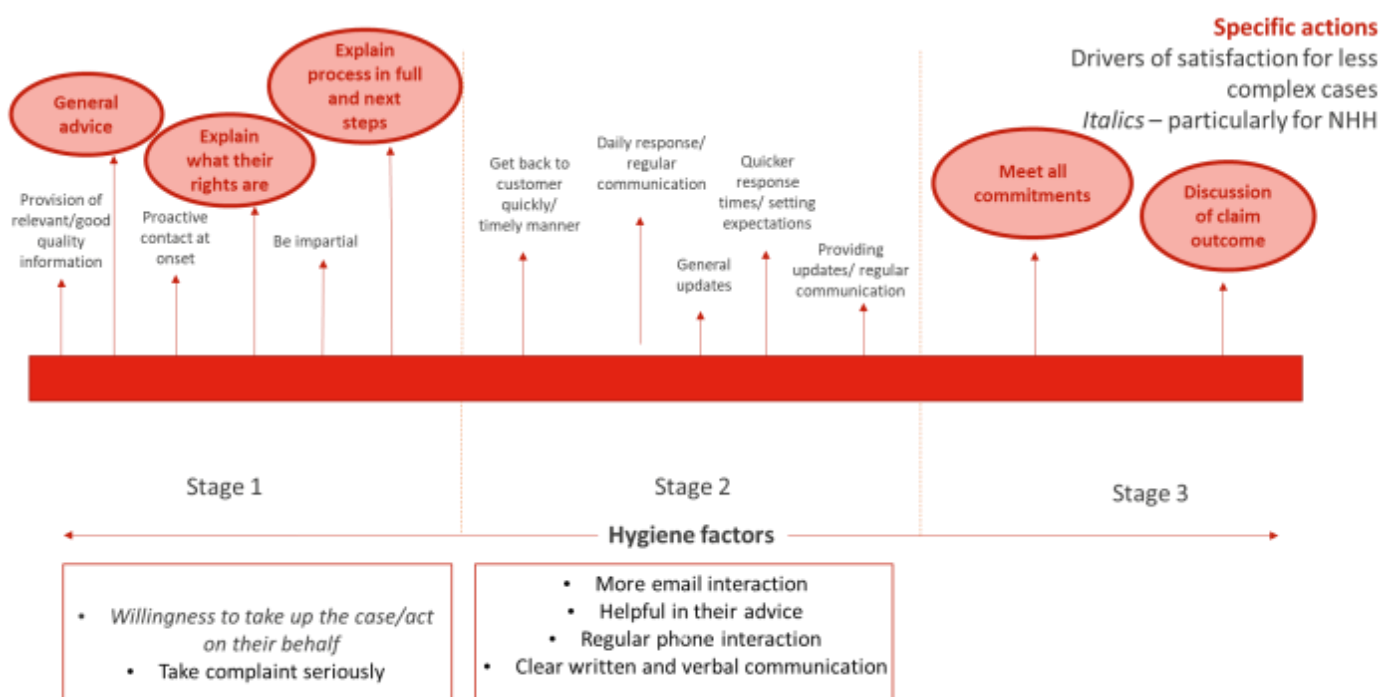 Specific actions
Drivers of satisfaction for less
complex cases
Italics – particularly for NHH
General
advice
Explain
what their
rights are
Explain
process in full
and next
steps
Provision of
relevant/good
quality
information
Proactive
contact at
onset
Be impartial
Get back to
customer
quickly/
timely manner
Daily response/
regular
communication
General
updates
Quicker
response
times/ setting
expectations
Providing
updates/ regular
communication
Meet all
commitments
Discussion
of claim
outcome
Stage 1
Stage 2
Stage 3
Hygiene factors
• Willingness to take up the case/act
on their behalf
• Take complaint seriously
• More email interaction
• Helpful in their advice
• Regular phone interaction
• Clear written and verbal communication